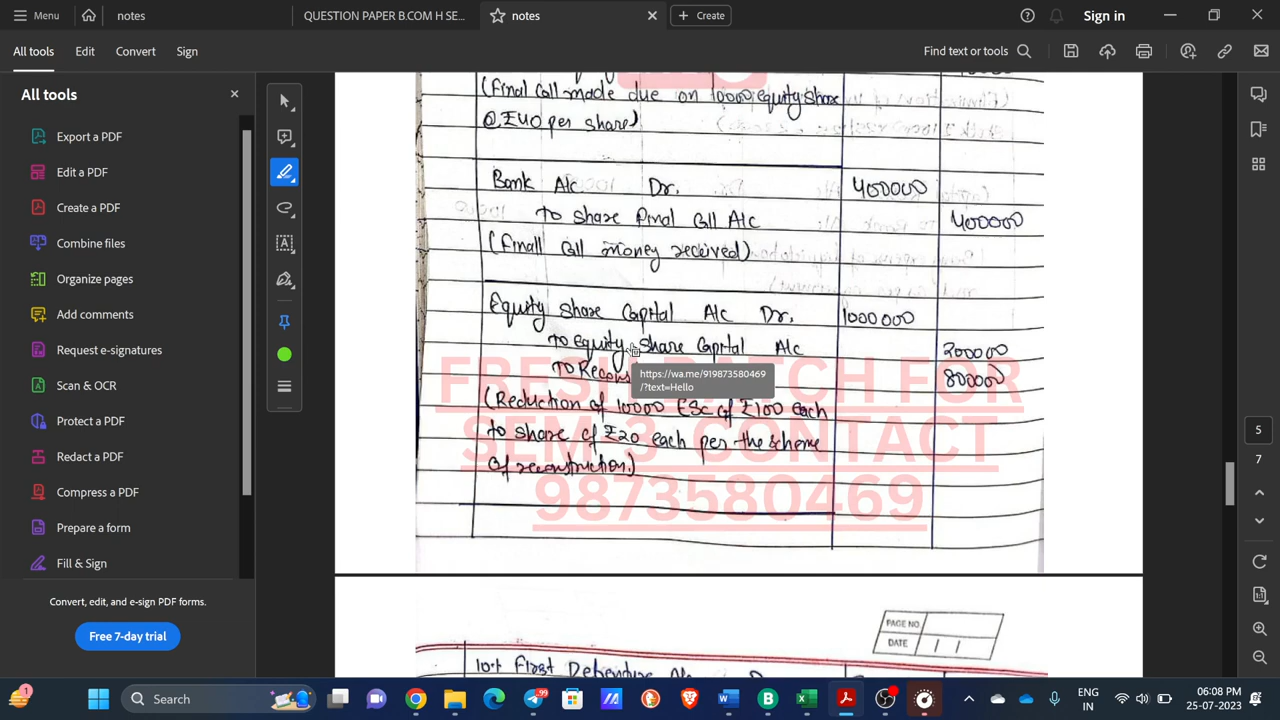 Menu
notes
QUESTION PAPER B.COM H SE...
notes
Create
Sign in
All tools
Edit
Convert
Sign
Find text or tools
All tools
Export a PDF
Edit a PDF
Create a PDF
Combine files
Organize pages
Add comments
Request e-signatures
Scan & OCR
Protect a PDF
Redact a PDF
Compress a PDF
Prepare a form
Fill & Sign
Convert, edit, and e-sign PDF forms.
Free 7-day trial
(Final Call made due on 10000 equity share
@ ₹40 per share)
Bank A/c Dr. 400000
To share Final Call A/c 400000
(Finall Call money received)
Equity Share Capital A/c Dr. 1000000
To equity share Capital A/c 200000
To Recons 800000
https://wa.me/919873580469
/?text=Hello
(Reduction of 10000 ESC of ₹100 each
to share of ₹20 each per the scheme
of reconstruction.)
FRESH BATCH FOR
SEM 3 CONTACT
9873580469
PAGE NO.
DATE / /
10% First Debenture A/c
5
7
1
Search
99
ENG
IN
06:08 PM
25-07-2023